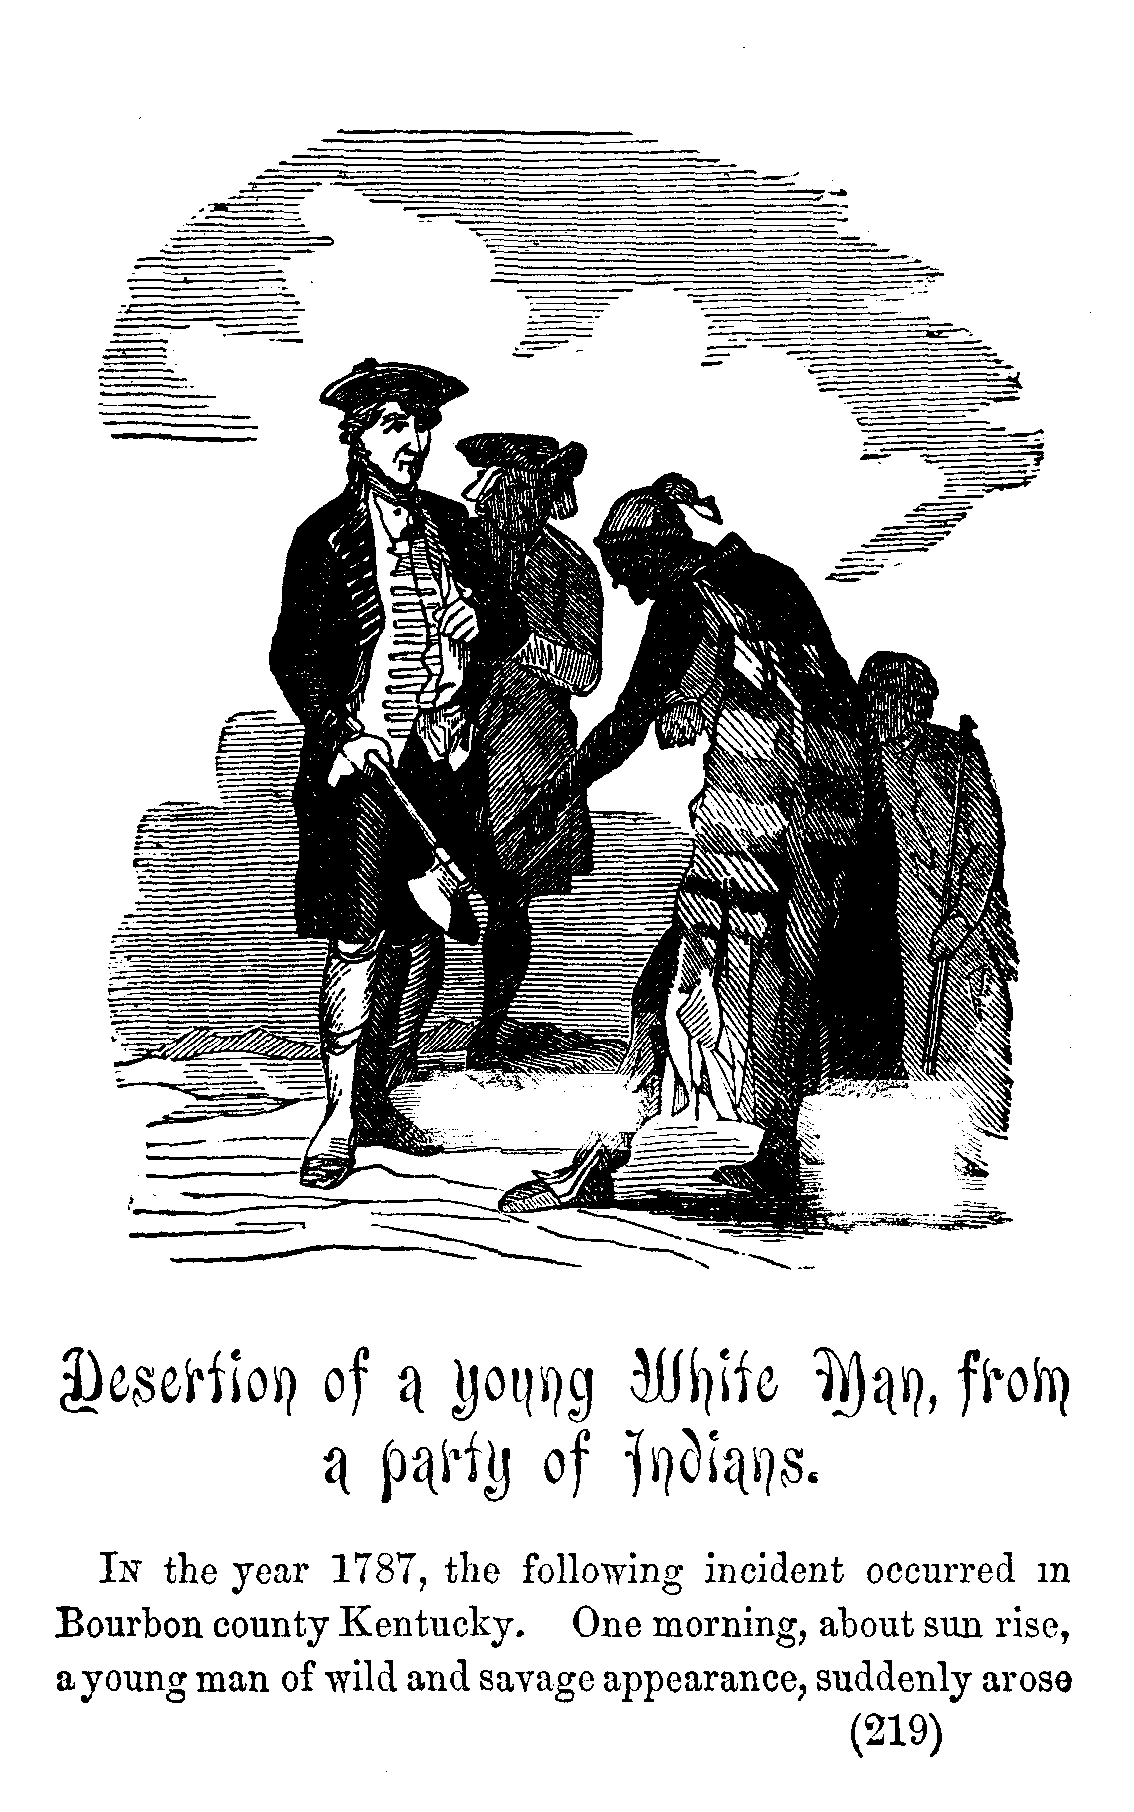 Desertion of a young White Man, from
a party of Indians.
In the year 1787, the following incident occurred in
Bourbon county Kentucky. One morning, about sun rise,
a young man of wild and savage appearance, suddenly arose
(219)